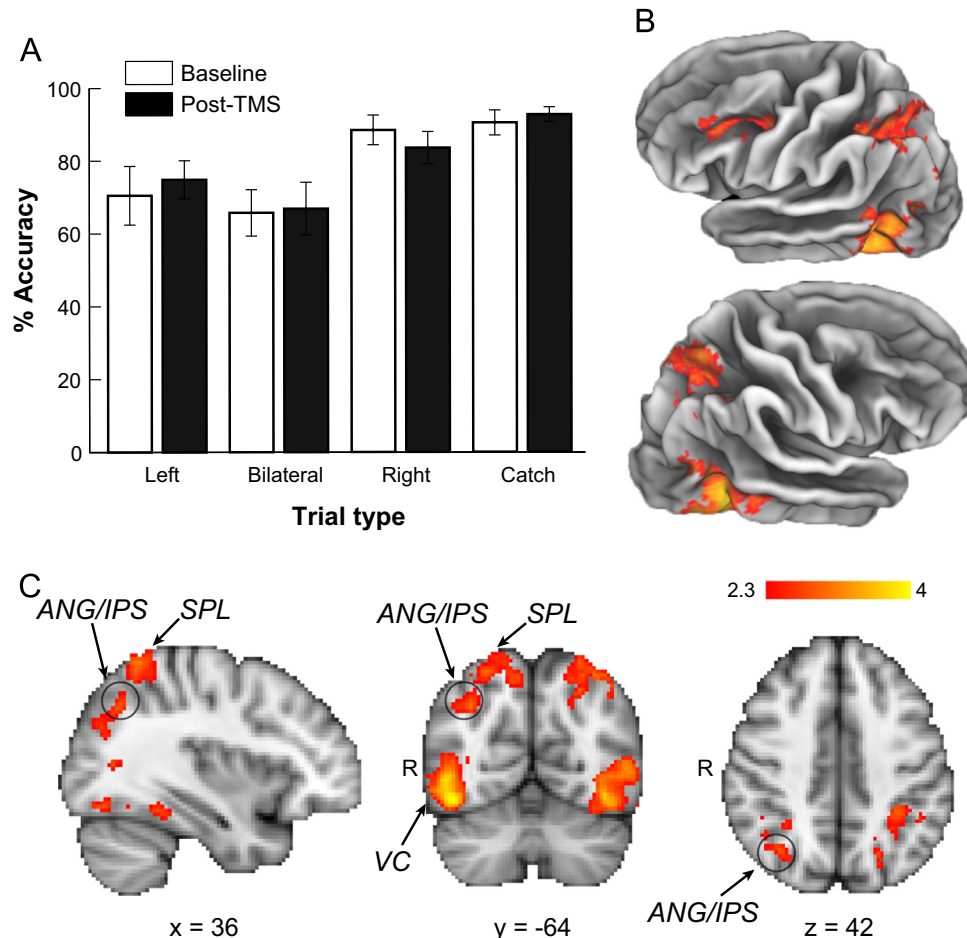 A
Baseline
Post-TMS
100
80
60
40
20
0
% Accuracy
Left Bilateral Right Catch
Trial type
B
C
ANG/IPS SPL ANG/IPS SPL
2.3 4
R R
VC
ANG/IPS
x = 36 y = -64 z = 42